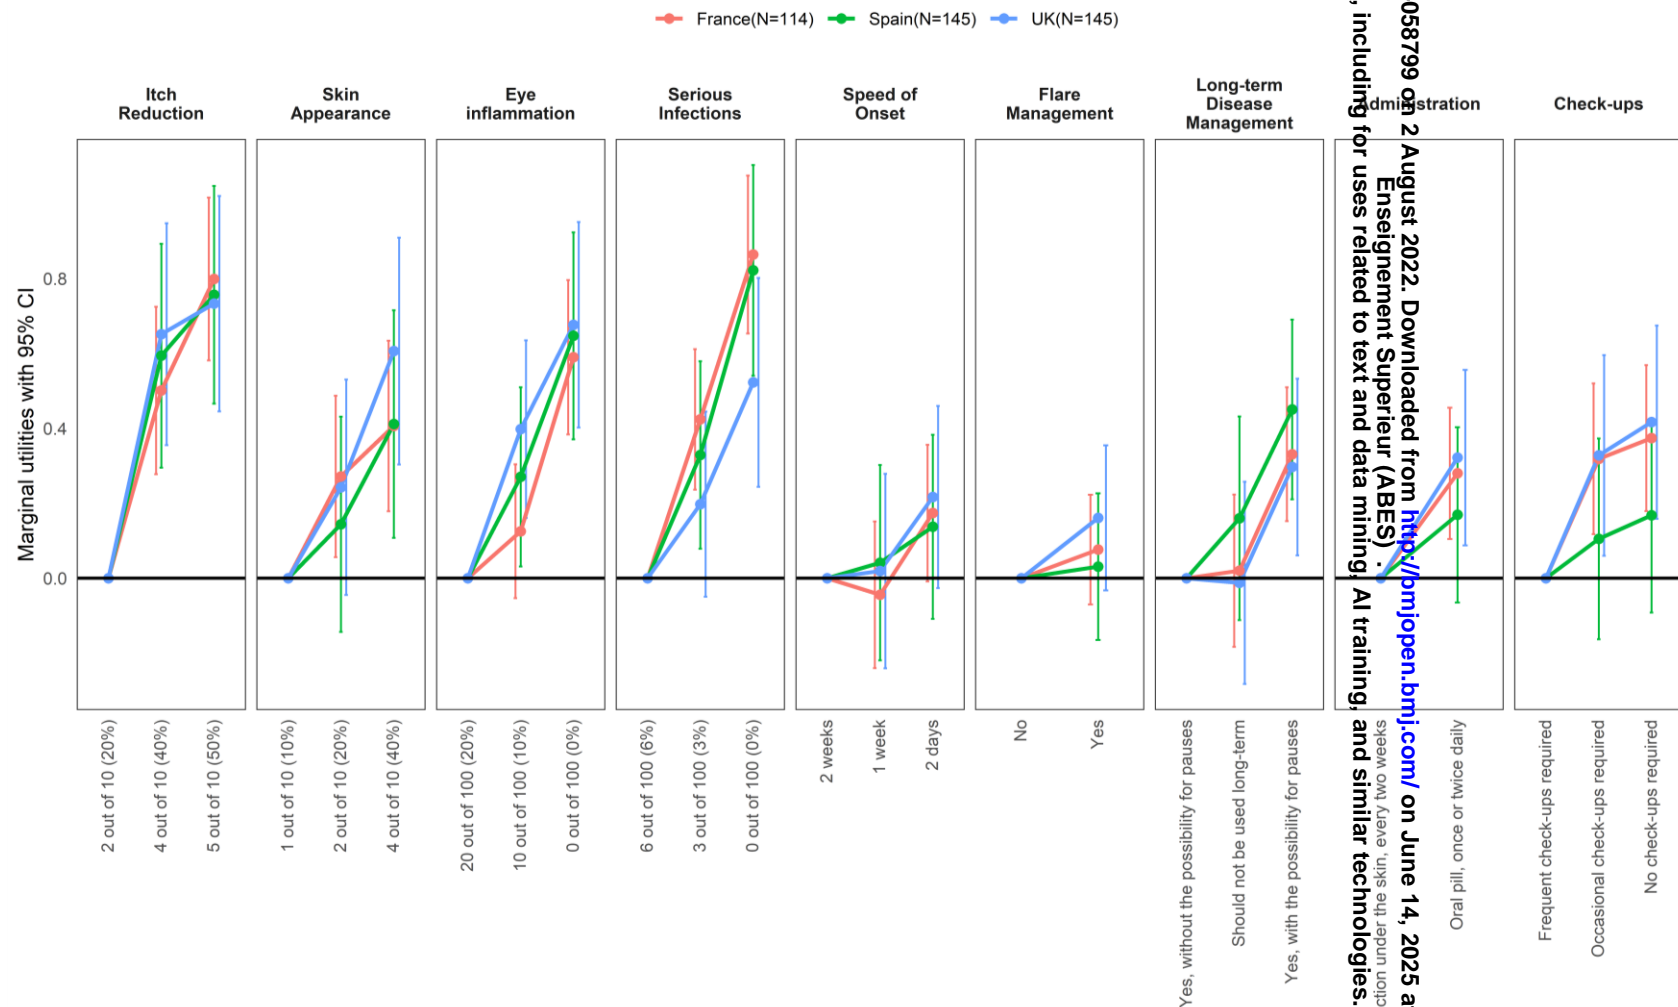 France(N=114) Spain(N=145) UK(N=145)
Itch
Reduction
Skin
Appearance
Eye
inflammation
Serious
Infections
Speed of
Onset
Flare
Management
Long-term
Disease
Management
Administration
Check-ups
Marginal utilities with 95% CI
0.8
0.4
0.0
2 out of 10 (20%)
4 out of 10 (40%)
5 out of 10 (50%)
1 out of 10 (10%)
2 out of 10 (20%)
4 out of 10 (40%)
20 out of 100 (20%)
10 out of 100 (10%)
0 out of 100 (0%)
6 out of 100 (6%)
3 out of 100 (3%)
0 out of 100 (0%)
2 weeks
1 week
2 days
No
Yes
Yes, without the possibility for pauses
Should not be used long-term
Yes, with the possibility for pauses
ction under the skin, every two weeks
Oral pill, once or twice daily
Frequent check-ups required
Occasional check-ups required
No check-ups required
058799 on 2 August 2022. Downloaded from http://bmjopen.bmj.com/ on June 14, 2025 a
Enseignement Superieur (ABES) .
, including for uses related to text and data mining, AI training, and similar technologies.